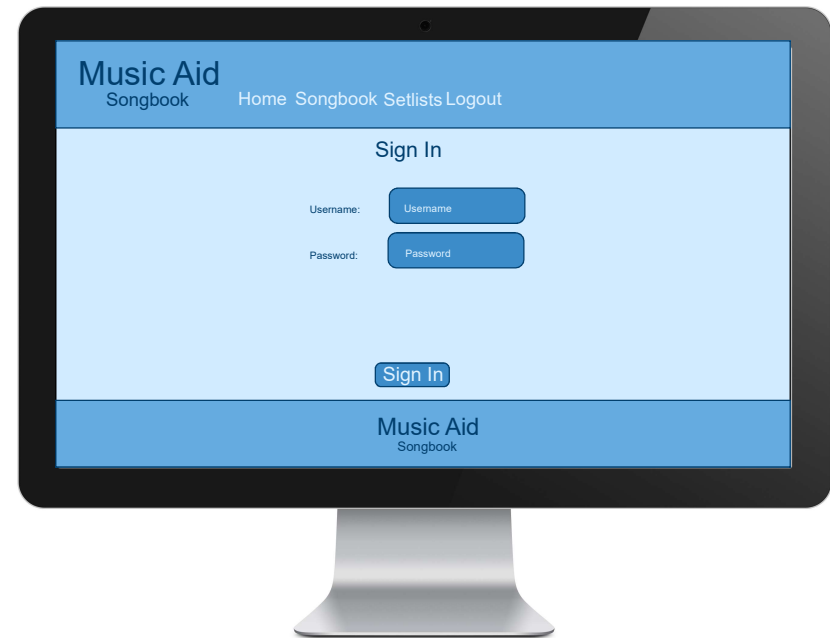 Music Aid
Songbook
Home Songbook Setlists Logout
Sign In
Username: Username
Password: Password
Sign In
Music Aid
Songbook